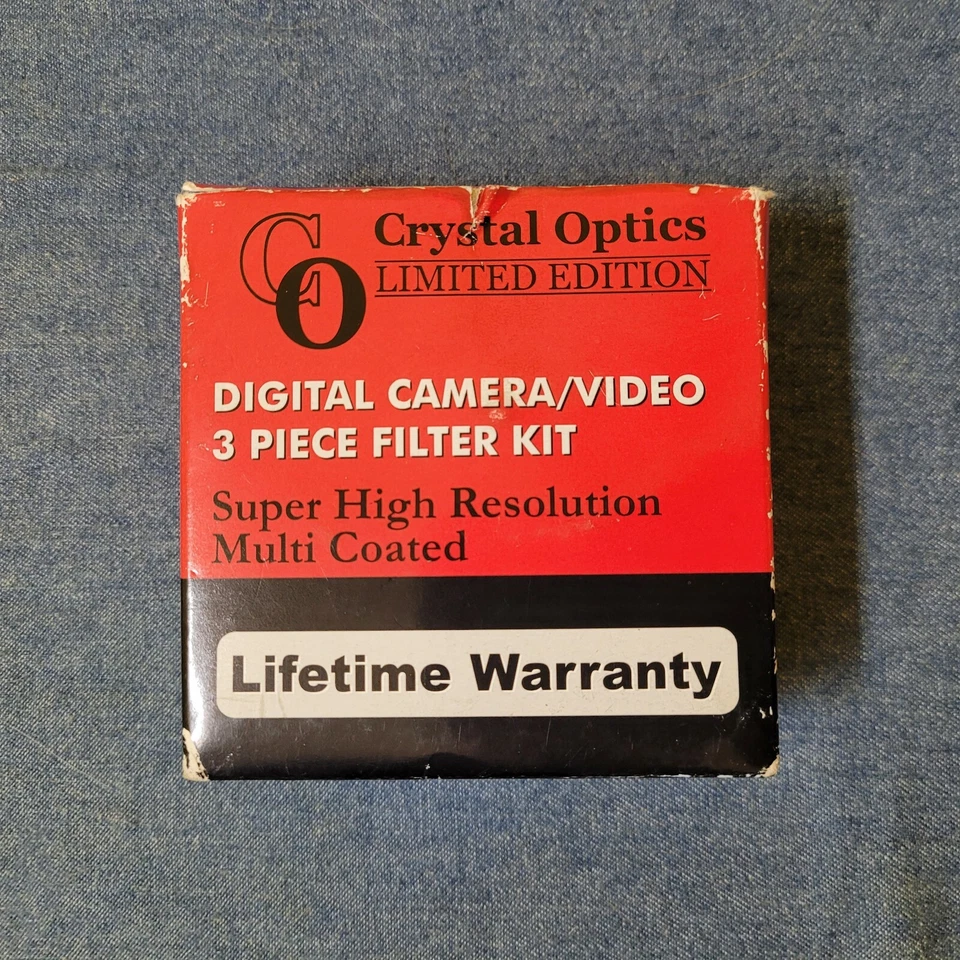 CO
Crystal Optics
LIMITED EDITION
DIGITAL CAMERA/VIDEO
3 PIECE FILTER KIT
Super High Resolution
Multi Coated
Lifetime Warranty